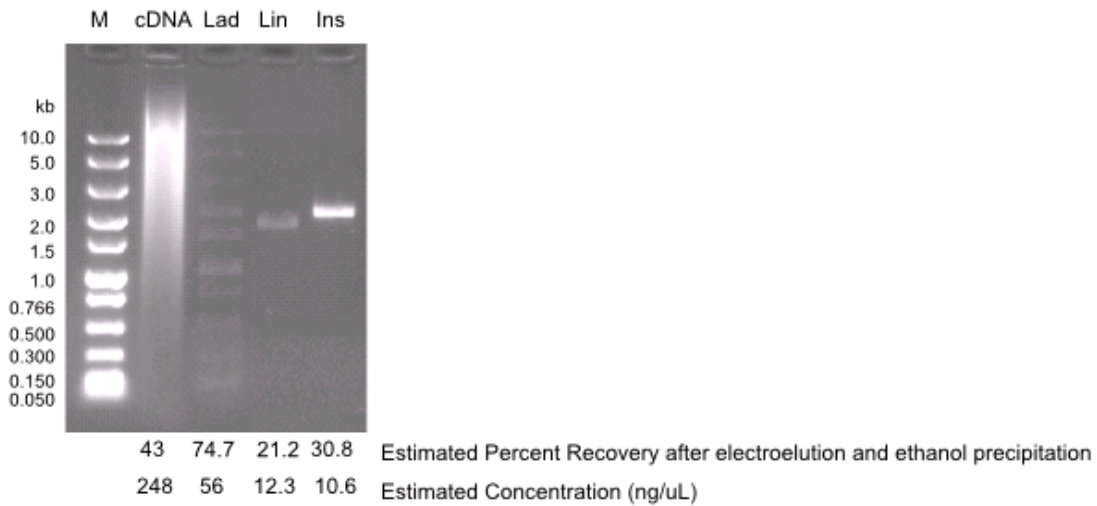 M cDNA Lad Lin Ins
kb
10.0
5.0
3.0
2.0
1.5
1.0
0.766
0.500
0.300
0.150
0.050
43 74.7 21.2 30.8 Estimated Percent Recovery after electroelution and ethanol precipitation
248 56 12.3 10.6 Estimated Concentration (ng/uL)